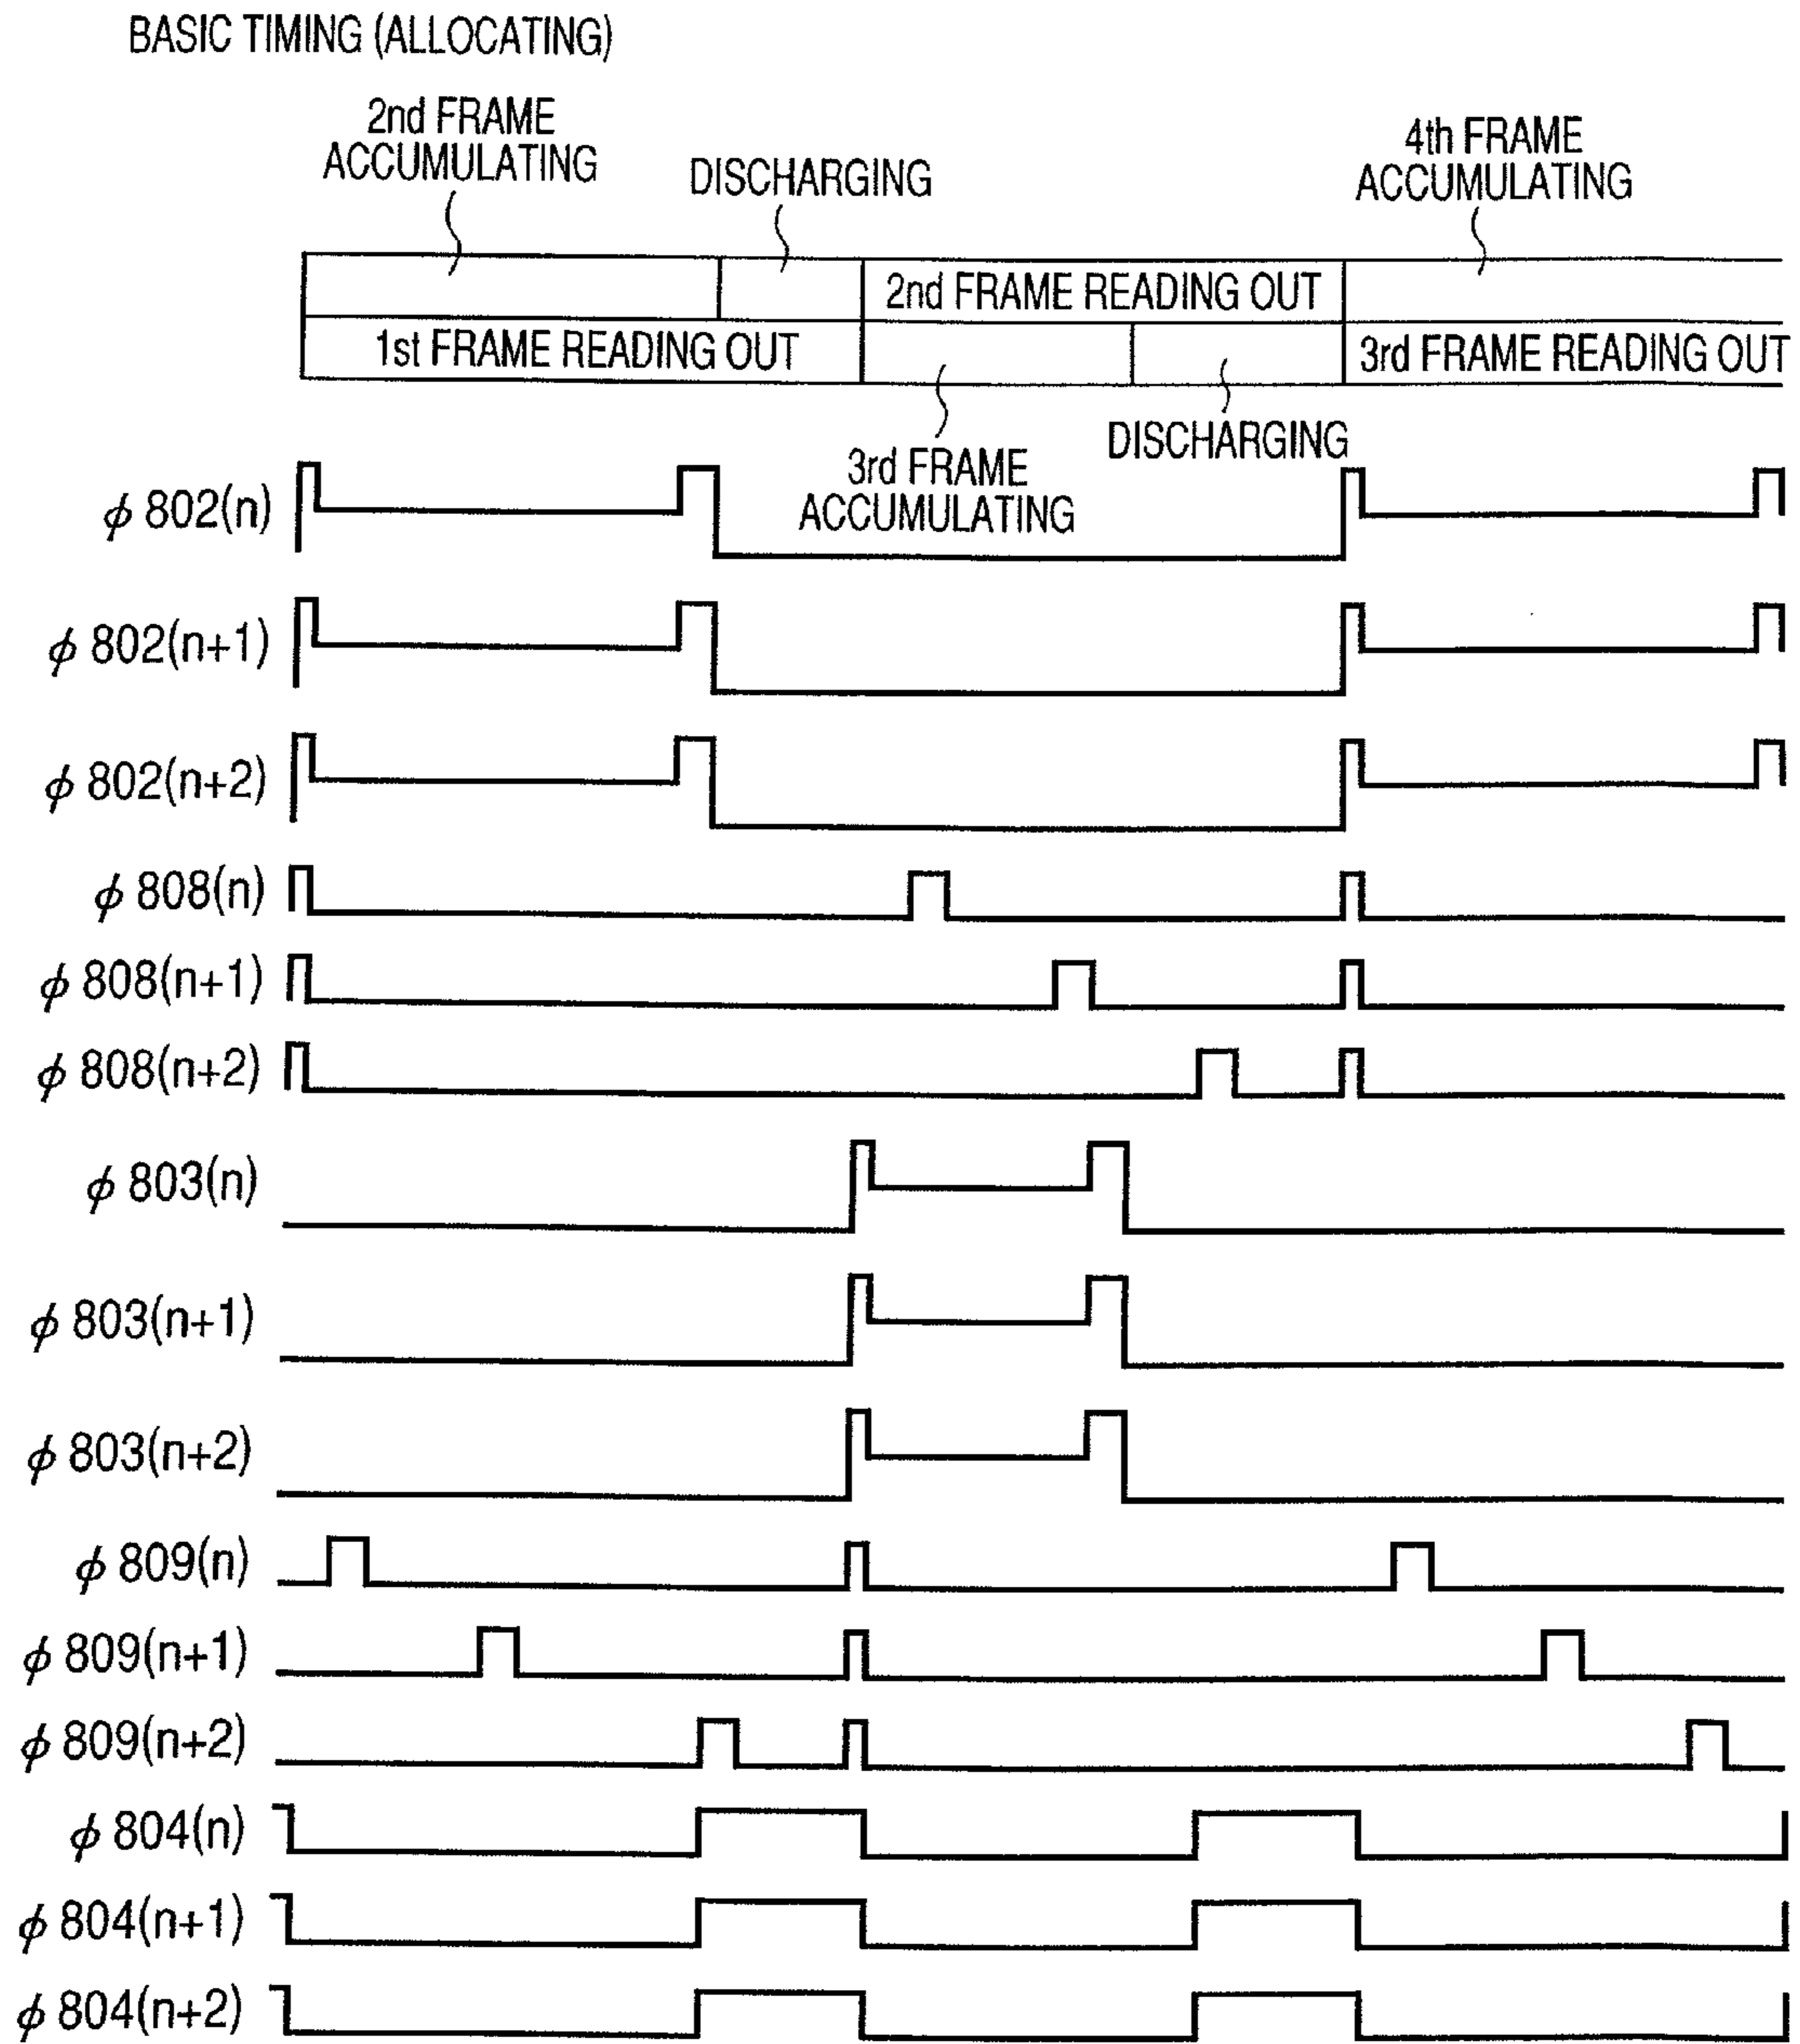 BASIC TIMING (ALLOCATING)
2nd FRAME
ACCUMULATING
DISCHARGING
4th FRAME
ACCUMULATING
2nd FRAME READING OUT
1st FRAME READING OUT
3rd FRAME READING OUT
DISCHARGING
3rd FRAME
ACCUMULATING
ϕ 802(n)
ϕ 802(n+1)
ϕ 802(n+2)
ϕ 808(n)
ϕ 808(n+1)
ϕ 808(n+2)
ϕ 803(n)
ϕ 803(n+1)
ϕ 803(n+2)
ϕ 809(n)
ϕ 809(n+1)
ϕ 809(n+2)
ϕ 804(n)
ϕ 804(n+1)
ϕ 804(n+2)